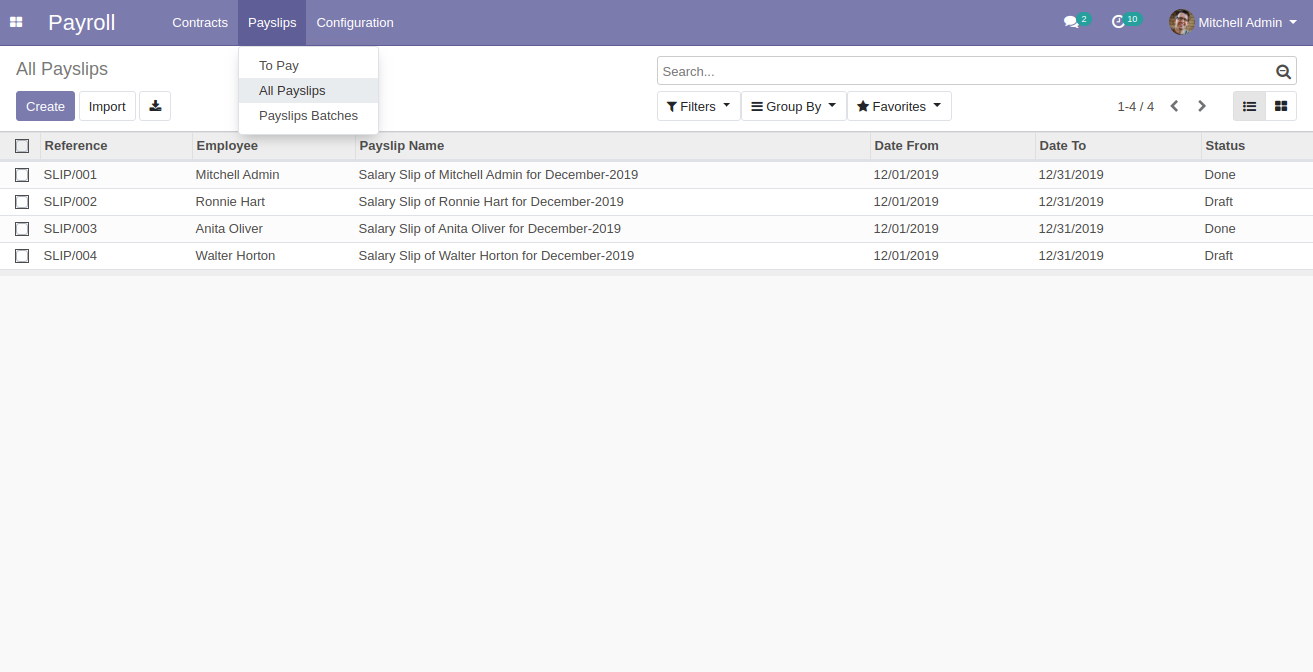 Payroll Contracts Payslips Configuration 2 10 Mitchell Admin
All Payslips
To Pay
All Payslips
Payslips Batches
Search...
Create Import Filters Group By Favorites 1-4 / 4
Reference Employee Payslip Name Date From Date To Status
SLIP/001 Mitchell Admin Salary Slip of Mitchell Admin for December-2019 12/01/2019 12/31/2019 Done
SLIP/002 Ronnie Hart Salary Slip of Ronnie Hart for December-2019 12/01/2019 12/31/2019 Draft
SLIP/003 Anita Oliver Salary Slip of Anita Oliver for December-2019 12/01/2019 12/31/2019 Done
SLIP/004 Walter Horton Salary Slip of Walter Horton for December-2019 12/01/2019 12/31/2019 Draft